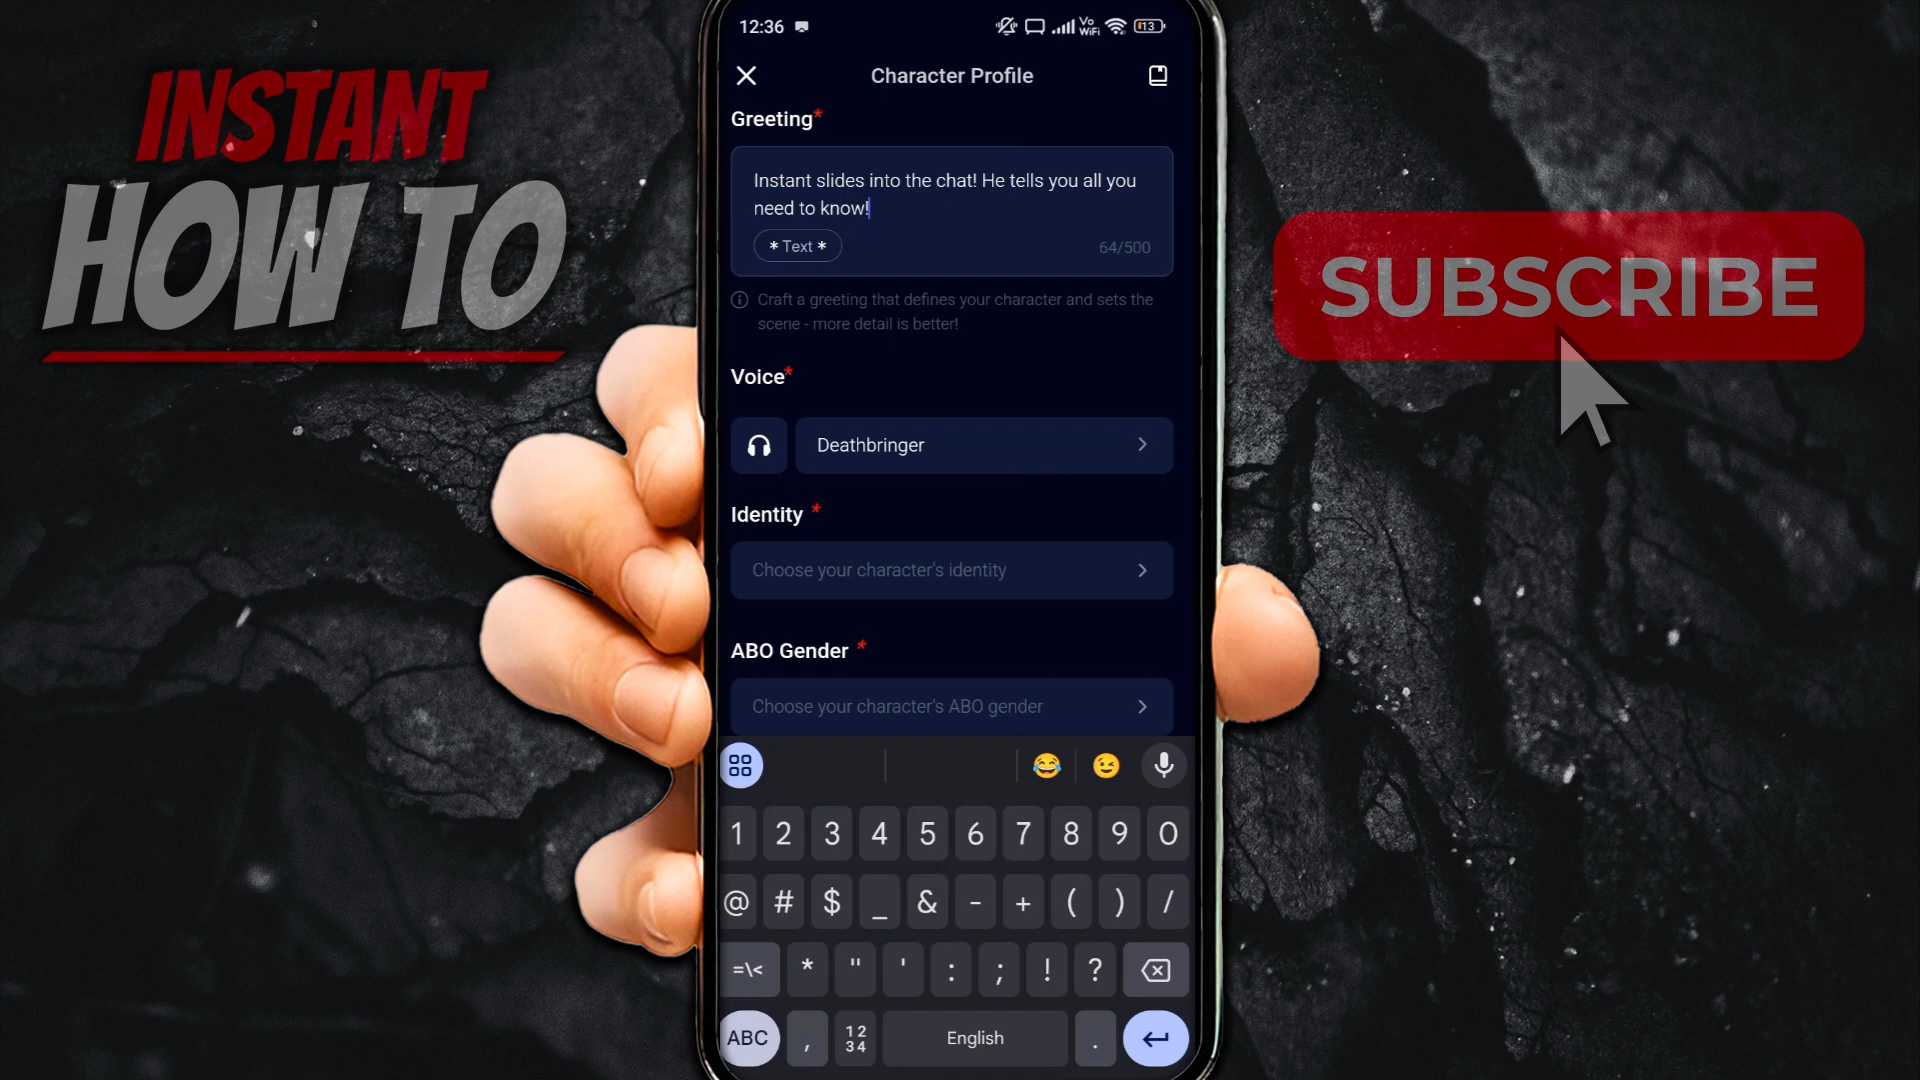 INSTANT
HOW TO
SUBSCRIBE
12:36
Vo
WiFi
13
Character Profile
Greeting*
Instant slides into the chat! He tells you all you
need to know!
* Text *
64/500
Craft a greeting that defines your character and sets the
scene - more detail is better!
Voice*
Deathbringer
Identity *
Choose your character's identity
ABO Gender *
Choose your character's ABO gender
1 2 3 4 5 6 7 8 9 0
@ # $ _ & - + ( ) /
=\< * " ' : ; ! ?
ABC , 12 34 English .